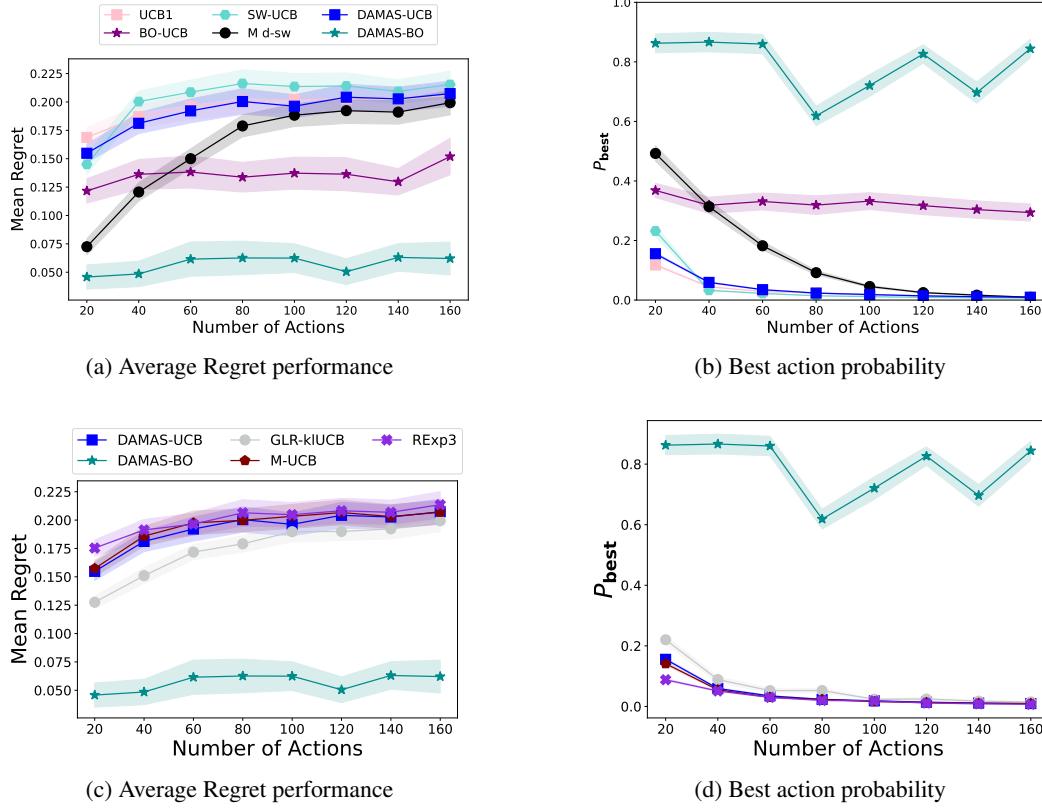 UCB1 SW-UCB DAMAS-UCB
BO-UCB M d-sw DAMAS-BO
Mean Regret
0.225
0.200
0.175
0.150
0.125
0.100
0.075
0.050
20 40 60 80 100 120 140 160
Number of Actions
(a) Average Regret performance
P_best
1.0
0.8
0.6
0.4
0.2
0.0
20 40 60 80 100 120 140 160
Number of Actions
(b) Best action probability
DAMAS-UCB GLR-klUCB RExp3
DAMAS-BO M-UCB
Mean Regret
0.225
0.200
0.175
0.150
0.125
0.100
0.075
0.050
20 40 60 80 100 120 140 160
Number of Actions
(c) Average Regret performance
P_best
0.8
0.6
0.4
0.2
0.0
20 40 60 80 100 120 140 160
Number of Actions
(d) Best action probability